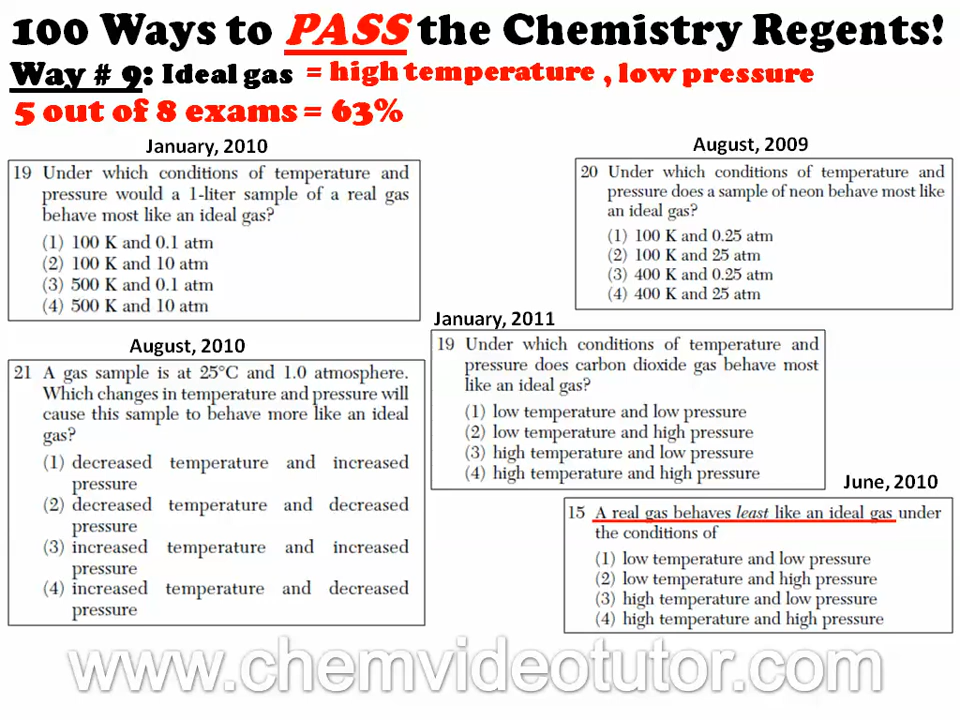 100 Ways to PASS the Chemistry Regents!
Way # 9: Ideal gas = high temperature , low pressure
5 out of 8 exams = 63%
January, 2010
19 Under which conditions of temperature and
pressure would a 1-liter sample of a real gas
behave most like an ideal gas?
(1) 100 K and 0.1 atm
(2) 100 K and 10 atm
(3) 500 K and 0.1 atm
(4) 500 K and 10 atm
August, 2009
20 Under which conditions of temperature and
pressure does a sample of neon behave most like
an ideal gas?
(1) 100 K and 0.25 atm
(2) 100 K and 25 atm
(3) 400 K and 0.25 atm
(4) 400 K and 25 atm
August, 2010
21 A gas sample is at 25°C and 1.0 atmosphere.
Which changes in temperature and pressure will
cause this sample to behave more like an ideal
gas?
(1) decreased temperature and increased
pressure
(2) decreased temperature and decreased
pressure
(3) increased temperature and increased
pressure
(4) increased temperature and decreased
pressure
January, 2011
19 Under which conditions of temperature and
pressure does carbon dioxide gas behave most
like an ideal gas?
(1) low temperature and low pressure
(2) low temperature and high pressure
(3) high temperature and low pressure
(4) high temperature and high pressure
June, 2010
15 A real gas behaves least like an ideal gas under
the conditions of
(1) low temperature and low pressure
(2) low temperature and high pressure
(3) high temperature and low pressure
(4) high temperature and high pressure
www.chemvideotutor.com